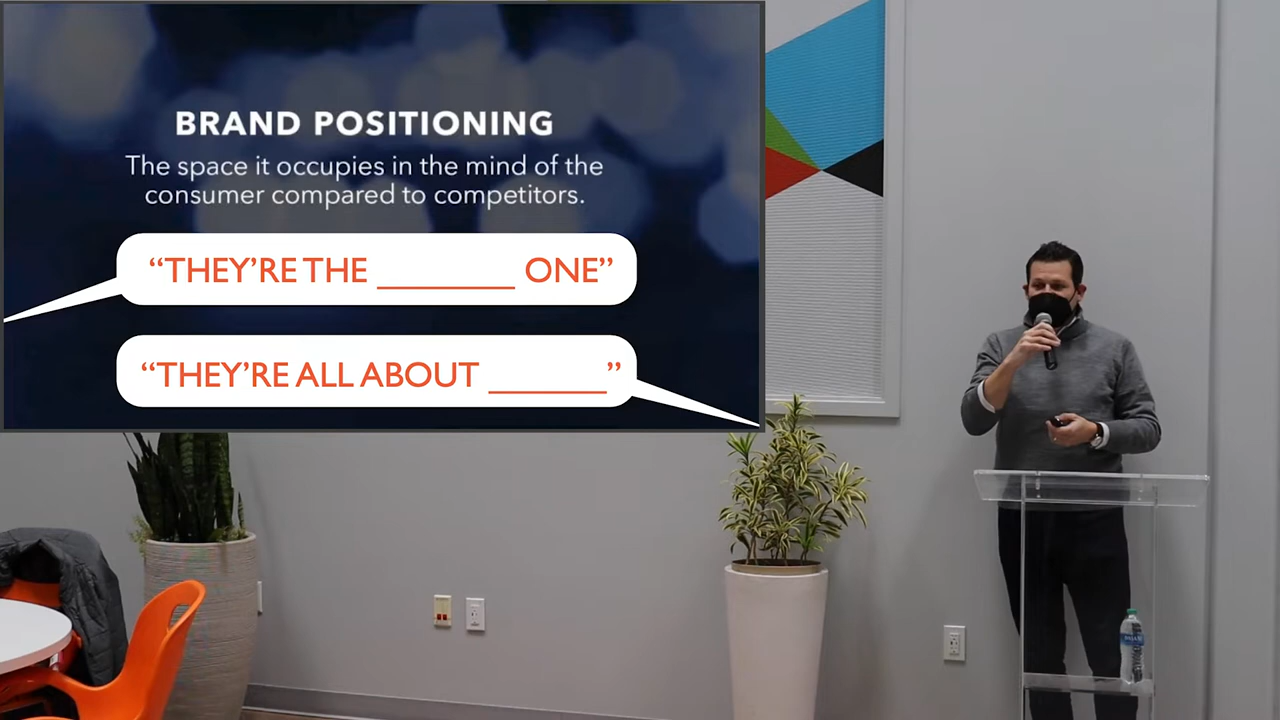 BRAND POSITIONING
The space it occupies in the mind of the
consumer compared to competitors.
“THEY’RE THE ________ ONE”
“THEY’RE ALL ABOUT _______”